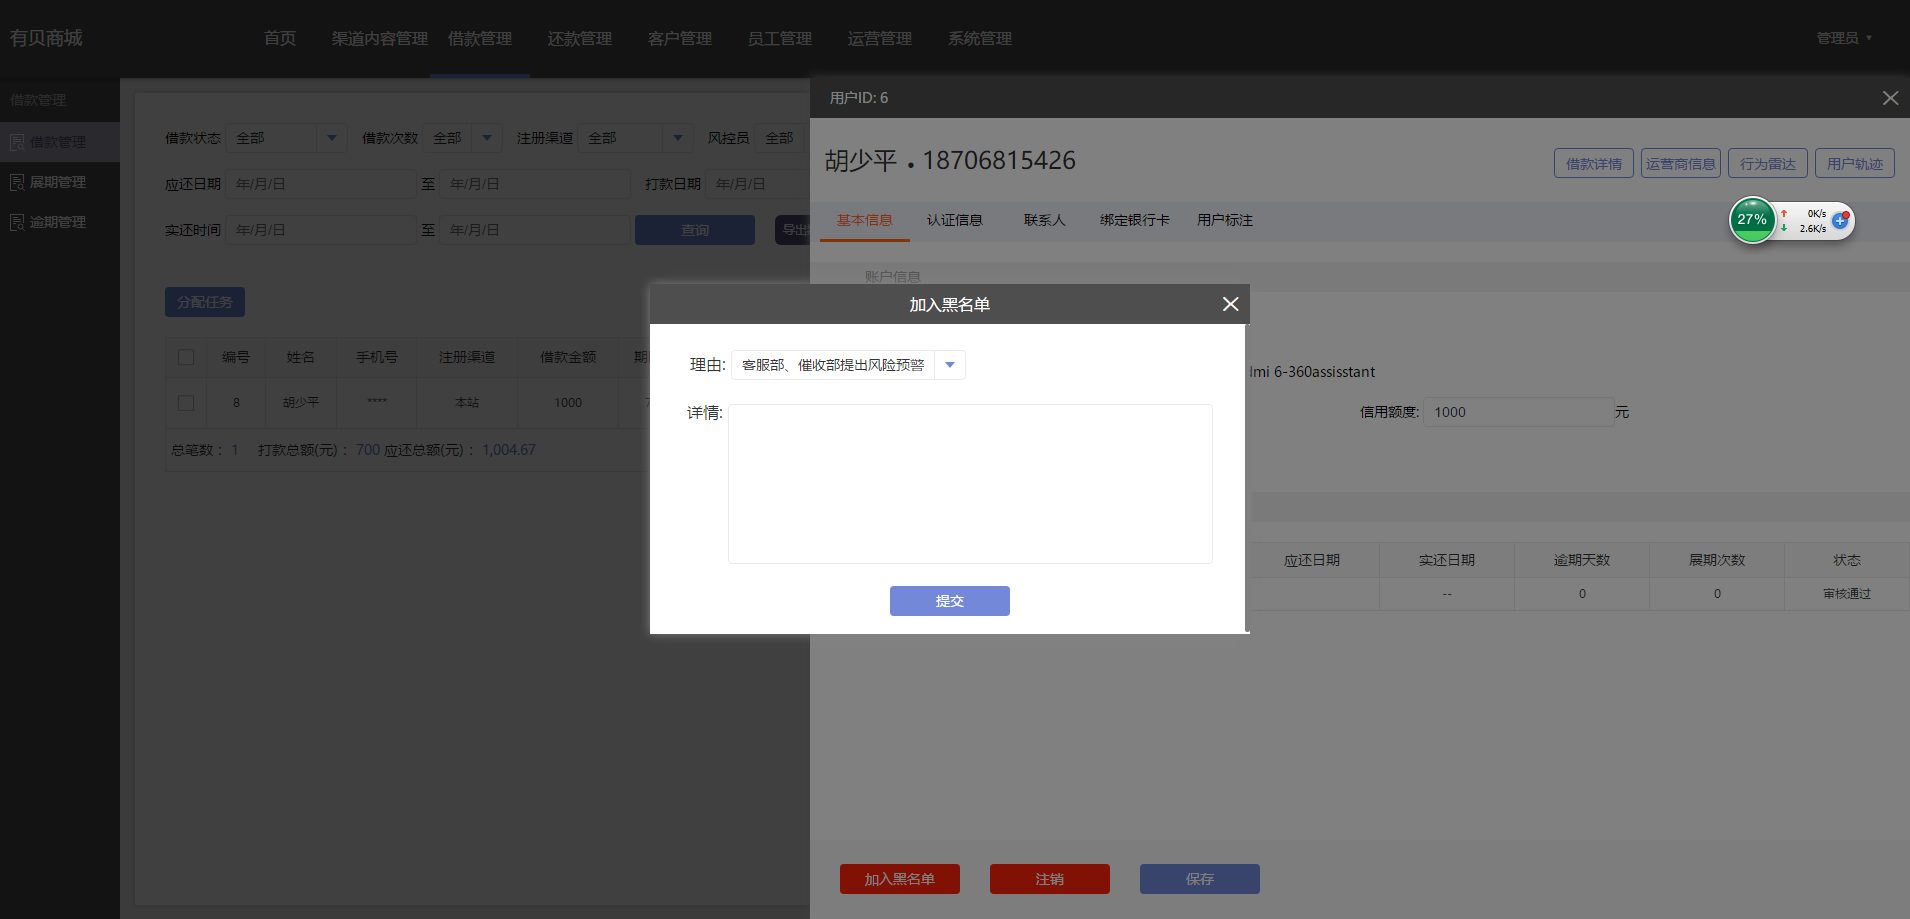 有贝商城
首页 渠道内容管理 借款管理 还款管理 客户管理 员工管理 运营管理 系统管理
管理员
借款管理
借款管理
展期管理
逾期管理
借款状态 全部 借款次数 全部 注册渠道 全部 风控员 全部
应还日期 年/月/日 至 年/月/日 打款日期 年/月/日
实还时间 年/月/日 至 年/月/日 查询 导出
分配任务
编号 姓名 手机号 注册渠道 借款金额 期
8 胡少平 **** 本站 1000
总笔数： 1 打款总额(元) ： 700 应还总额(元) ： 1,004.67
用户ID: 6
胡少平 . 18706815426
借款详情 运营商信息 行为雷达 用户轨迹
基本信息 认证信息 联系人 绑定银行卡 用户标注
27% 0K/s
2.6K/s
账户信息
加入黑名单
理由: 客服部、催收部提出风险预警
详情:
提交
lmi 6-360assisstant
信用额度: 1000 元
应还日期 实还日期 逾期天数 展期次数 状态
-- 0 0 审核通过
加入黑名单 注销 保存